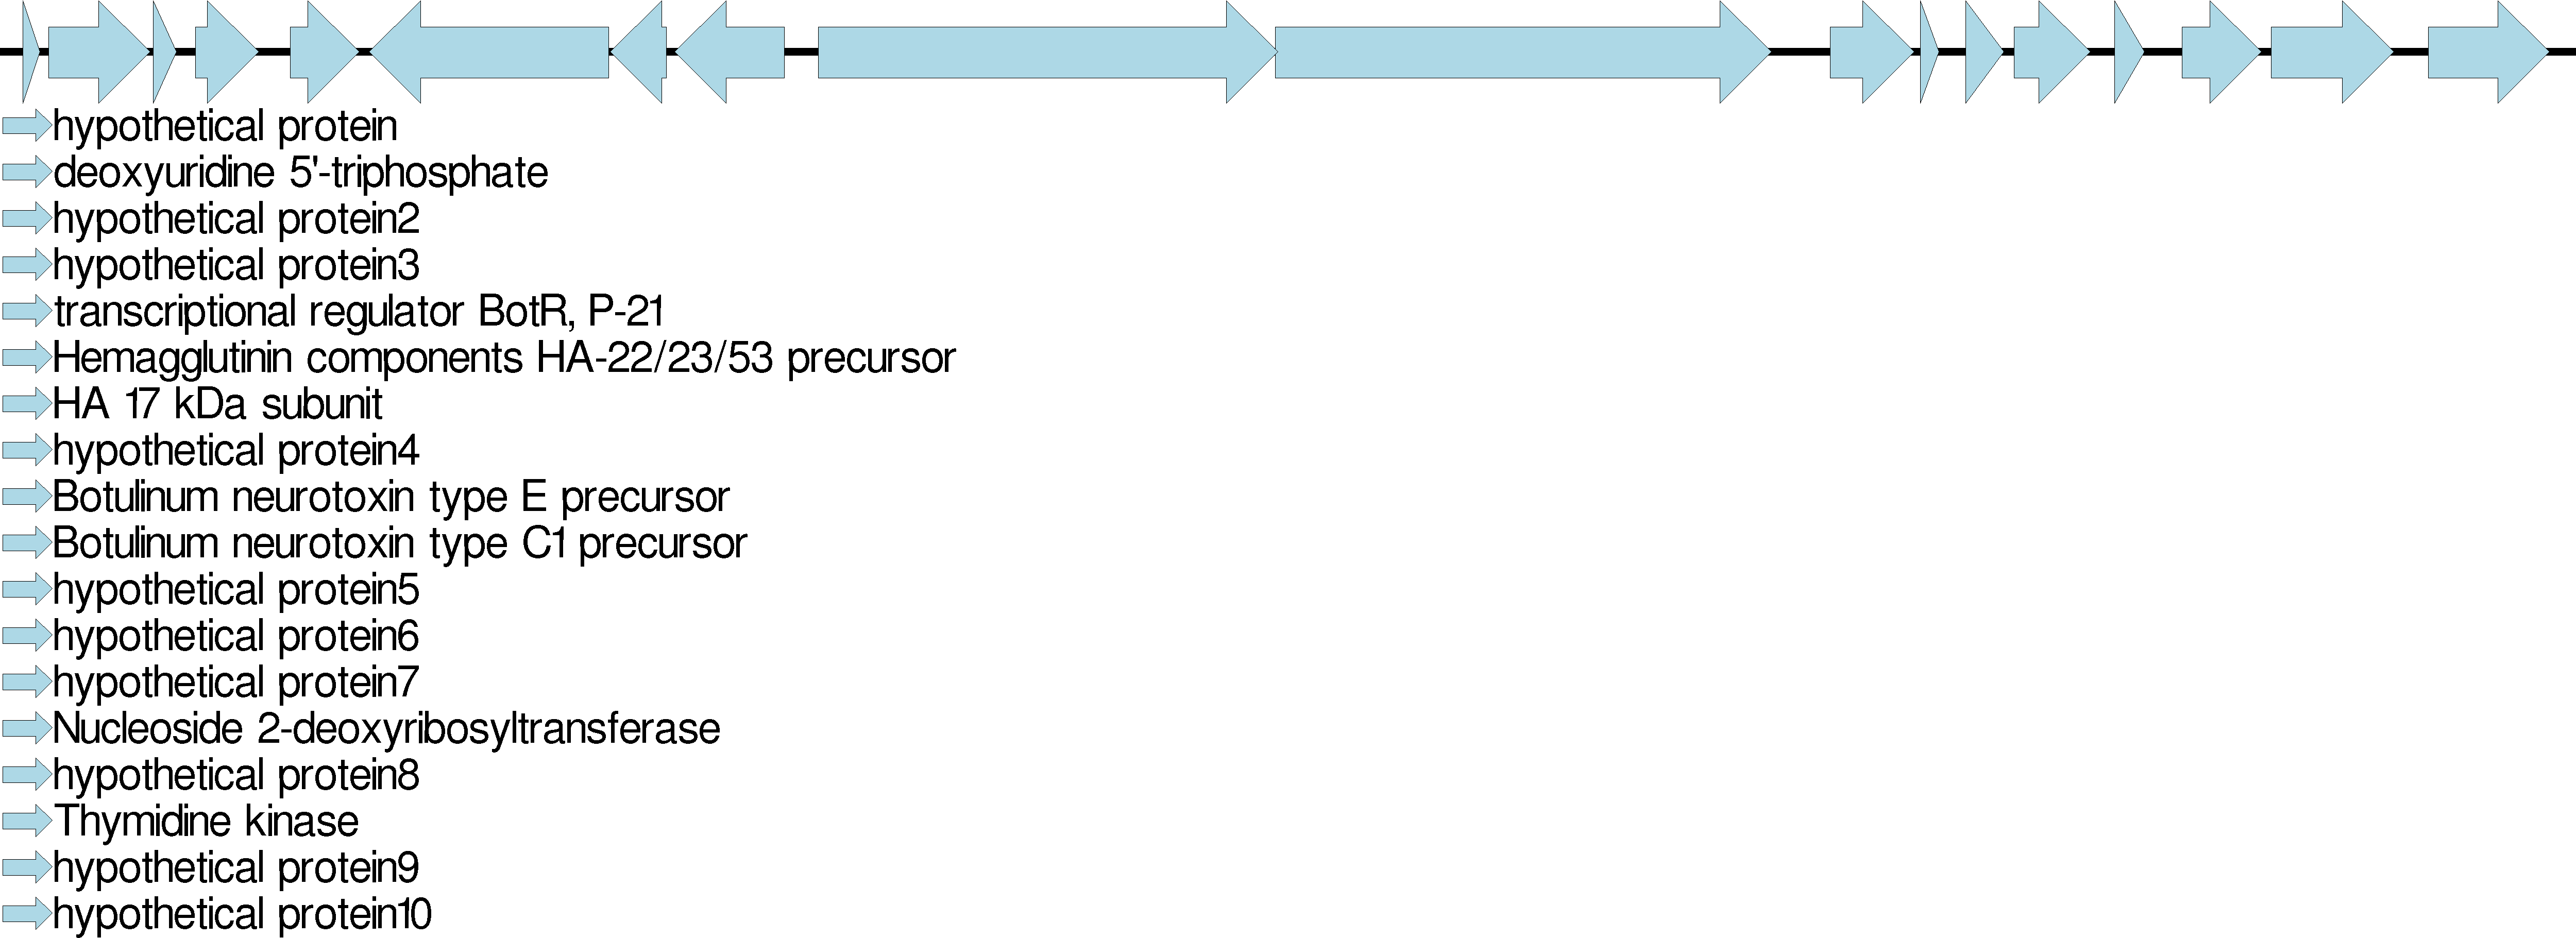 hypothetical protein
deoxyuridine 5'-triphosphate
hypothetical protein2
hypothetical protein3
transcriptional regulator BotR, P-21
Hemagglutinin components HA-22/23/53 precursor
HA 17 kDa subunit
hypothetical protein4
Botulinum neurotoxin type E precursor
Botulinum neurotoxin type C1 precursor
hypothetical protein5
hypothetical protein6
hypothetical protein7
Nucleoside 2-deoxyribosyltransferase
hypothetical protein8
Thymidine kinase
hypothetical protein9
hypothetical protein10